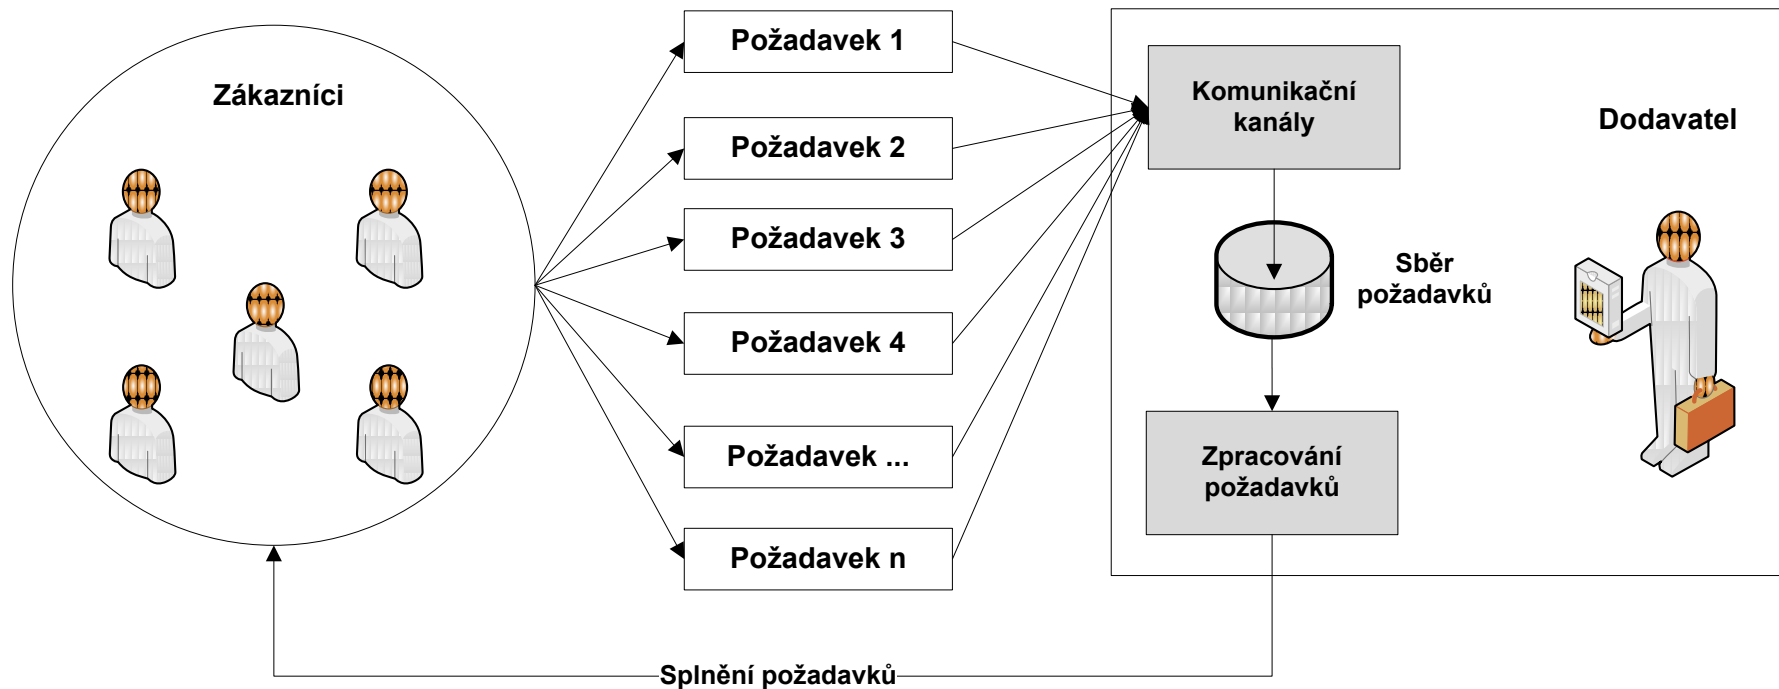 Zákazníci
Požadavek 1
Požadavek 2
Požadavek 3
Požadavek 4
Požadavek ...
Požadavek n
Komunikační
kanály
Dodavatel
Sběr
požadavků
Zpracování
požadavků
Splnění požadavků